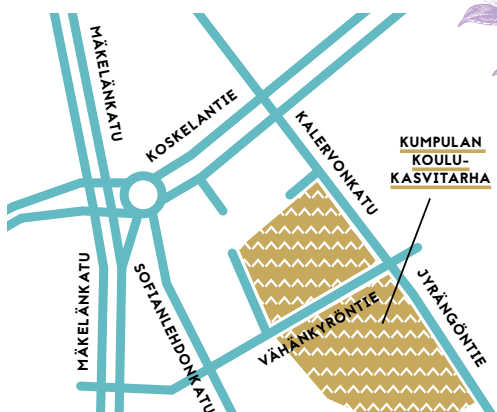 MÄKELÄNKATU
KOSKELANTIE
KALERVONKATU
KUMPULAN
KOULU-
KASVITARHA
MÄKELÄNKATU
SOFIANLEHDONKATU
VÄHÄNKYRÖNTIE
JYRÄNGÖNTIE